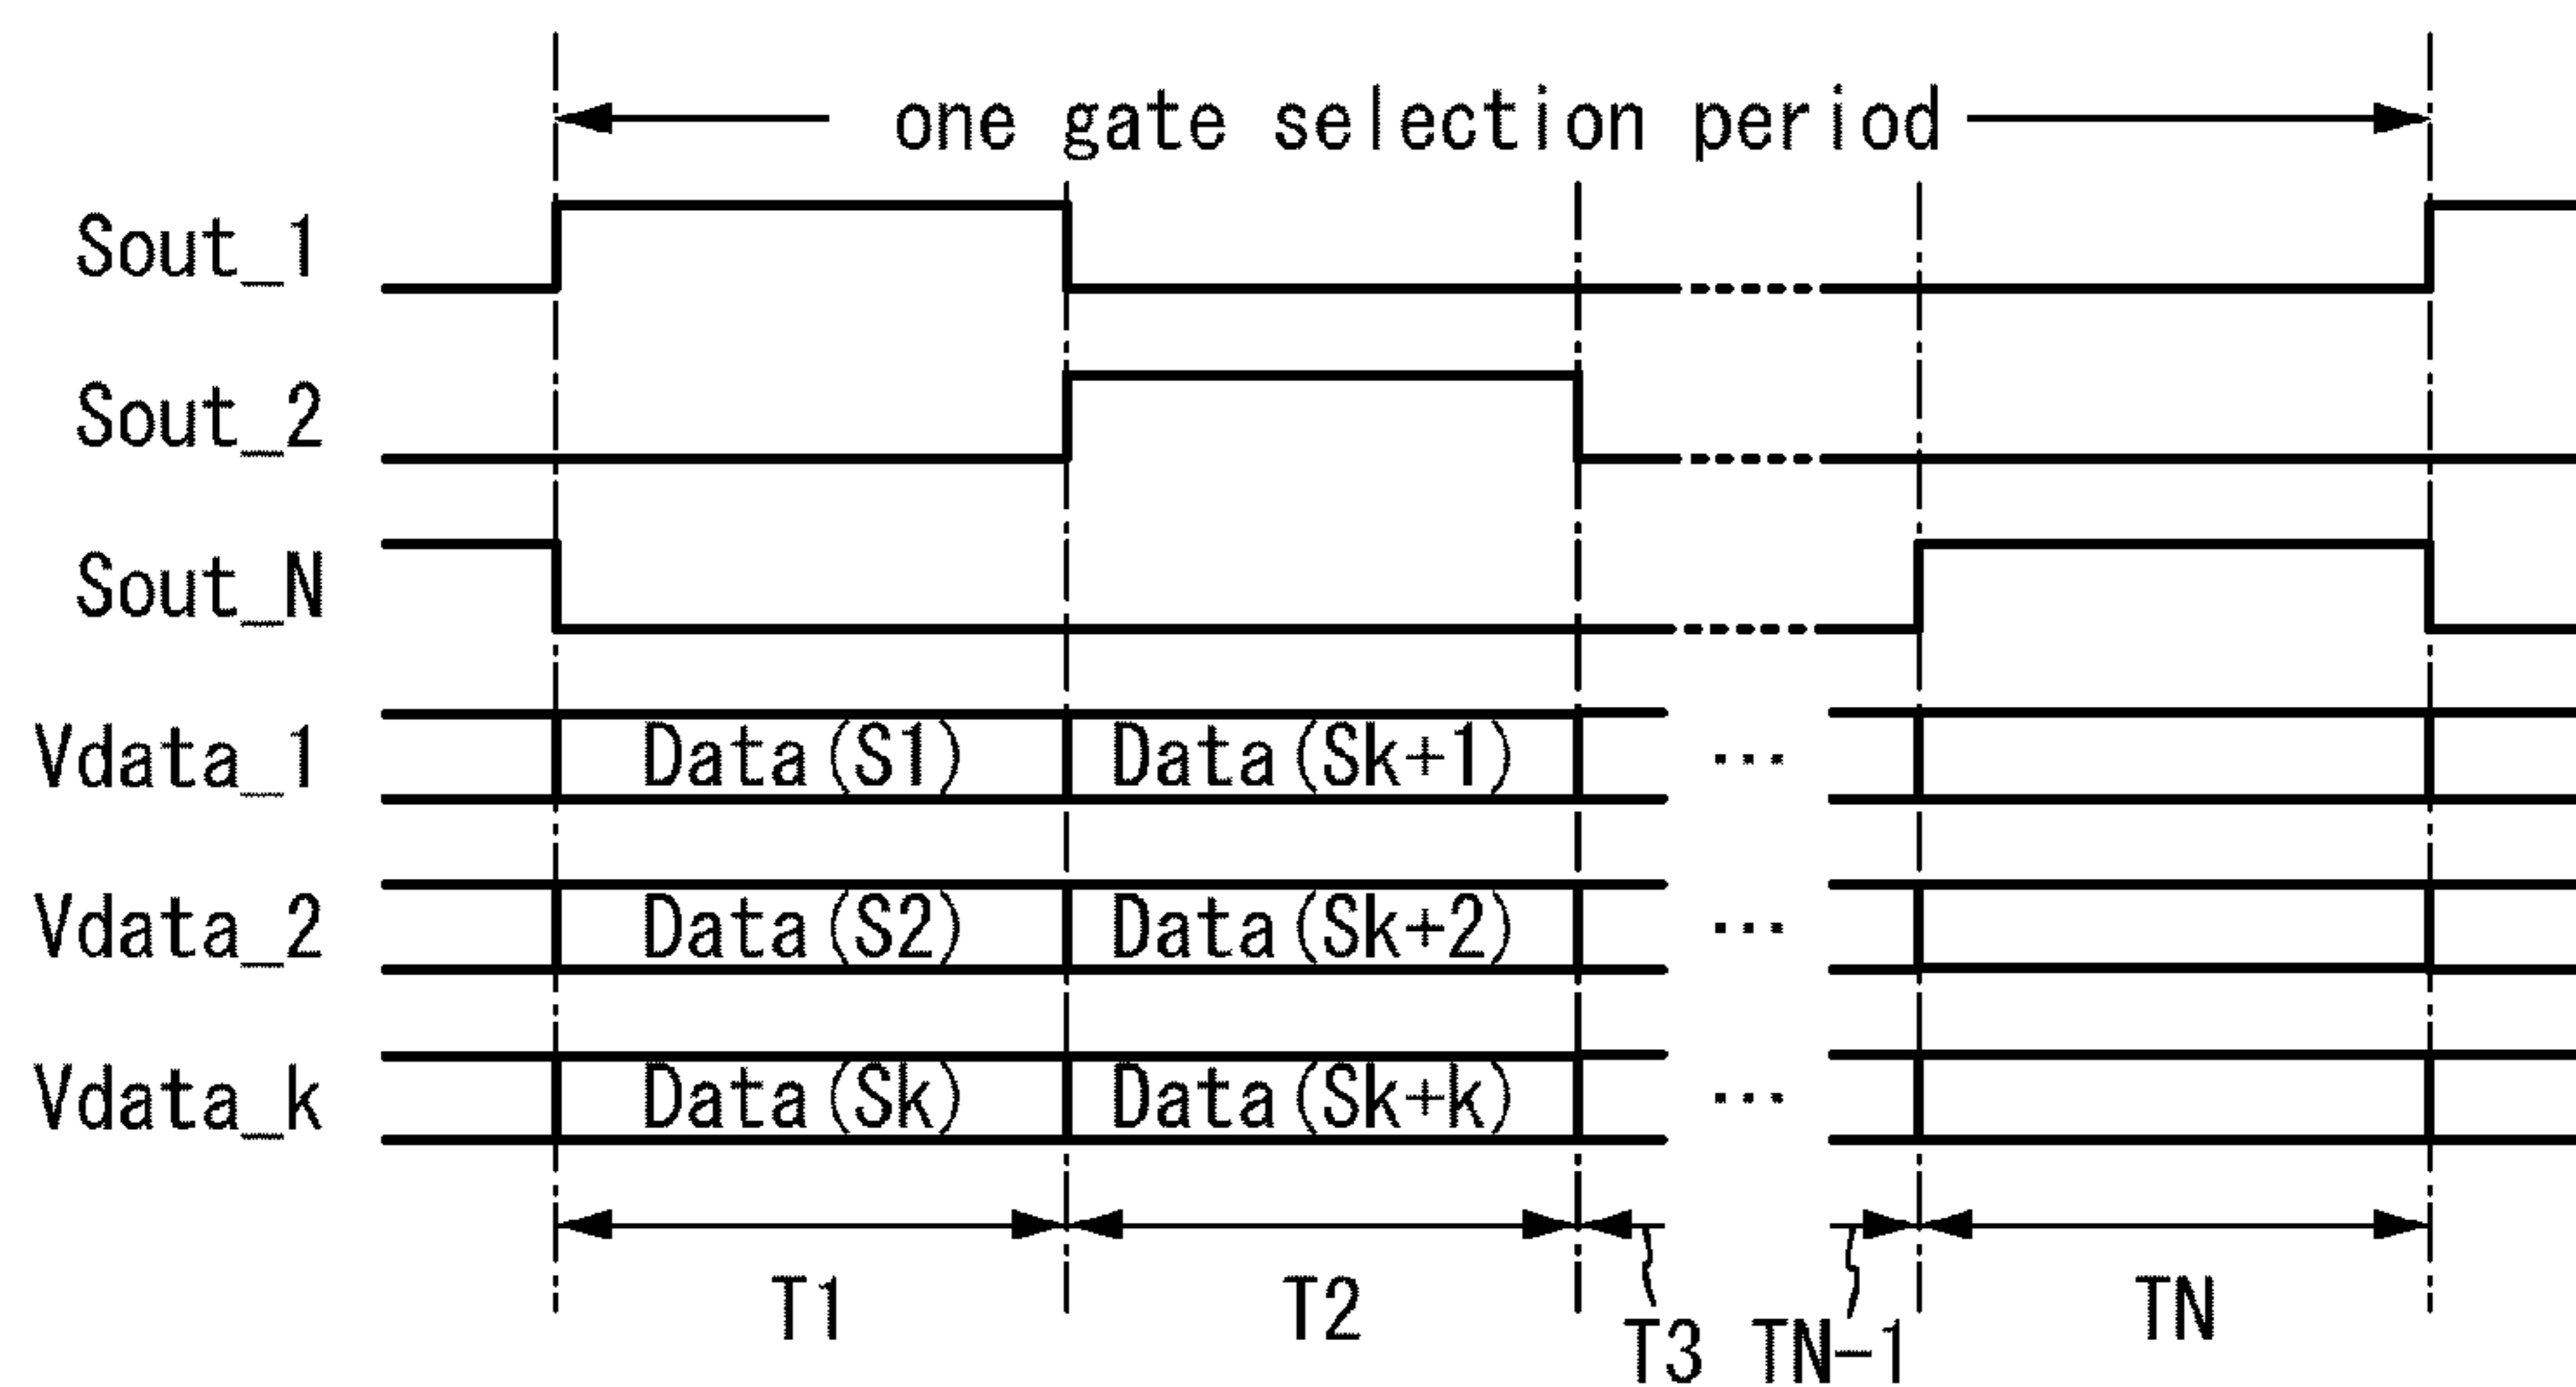 one gate selection period
Sout_1
Sout_2
Sout_N
Vdata_1 Data(S1) Data(Sk+1) ...
Vdata_2 Data(S2) Data(Sk+2) ...
Vdata_k Data(Sk) Data(Sk+k) ...
T1 T2 T3 TN-1 TN